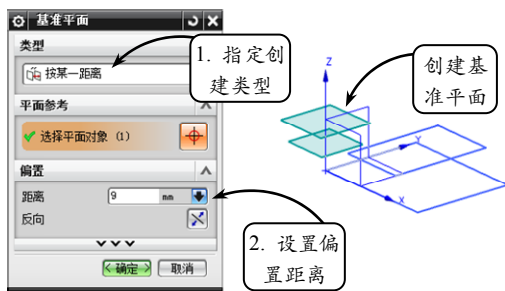 基准平面
类型
按某一距离
1. 指定创
建类型
平面参考
选择平面对象 (1)
偏置
距离
9 mm
反向
2. 设置偏
置距离
<确定> 取消
创建基
准平面
Z
Y
X